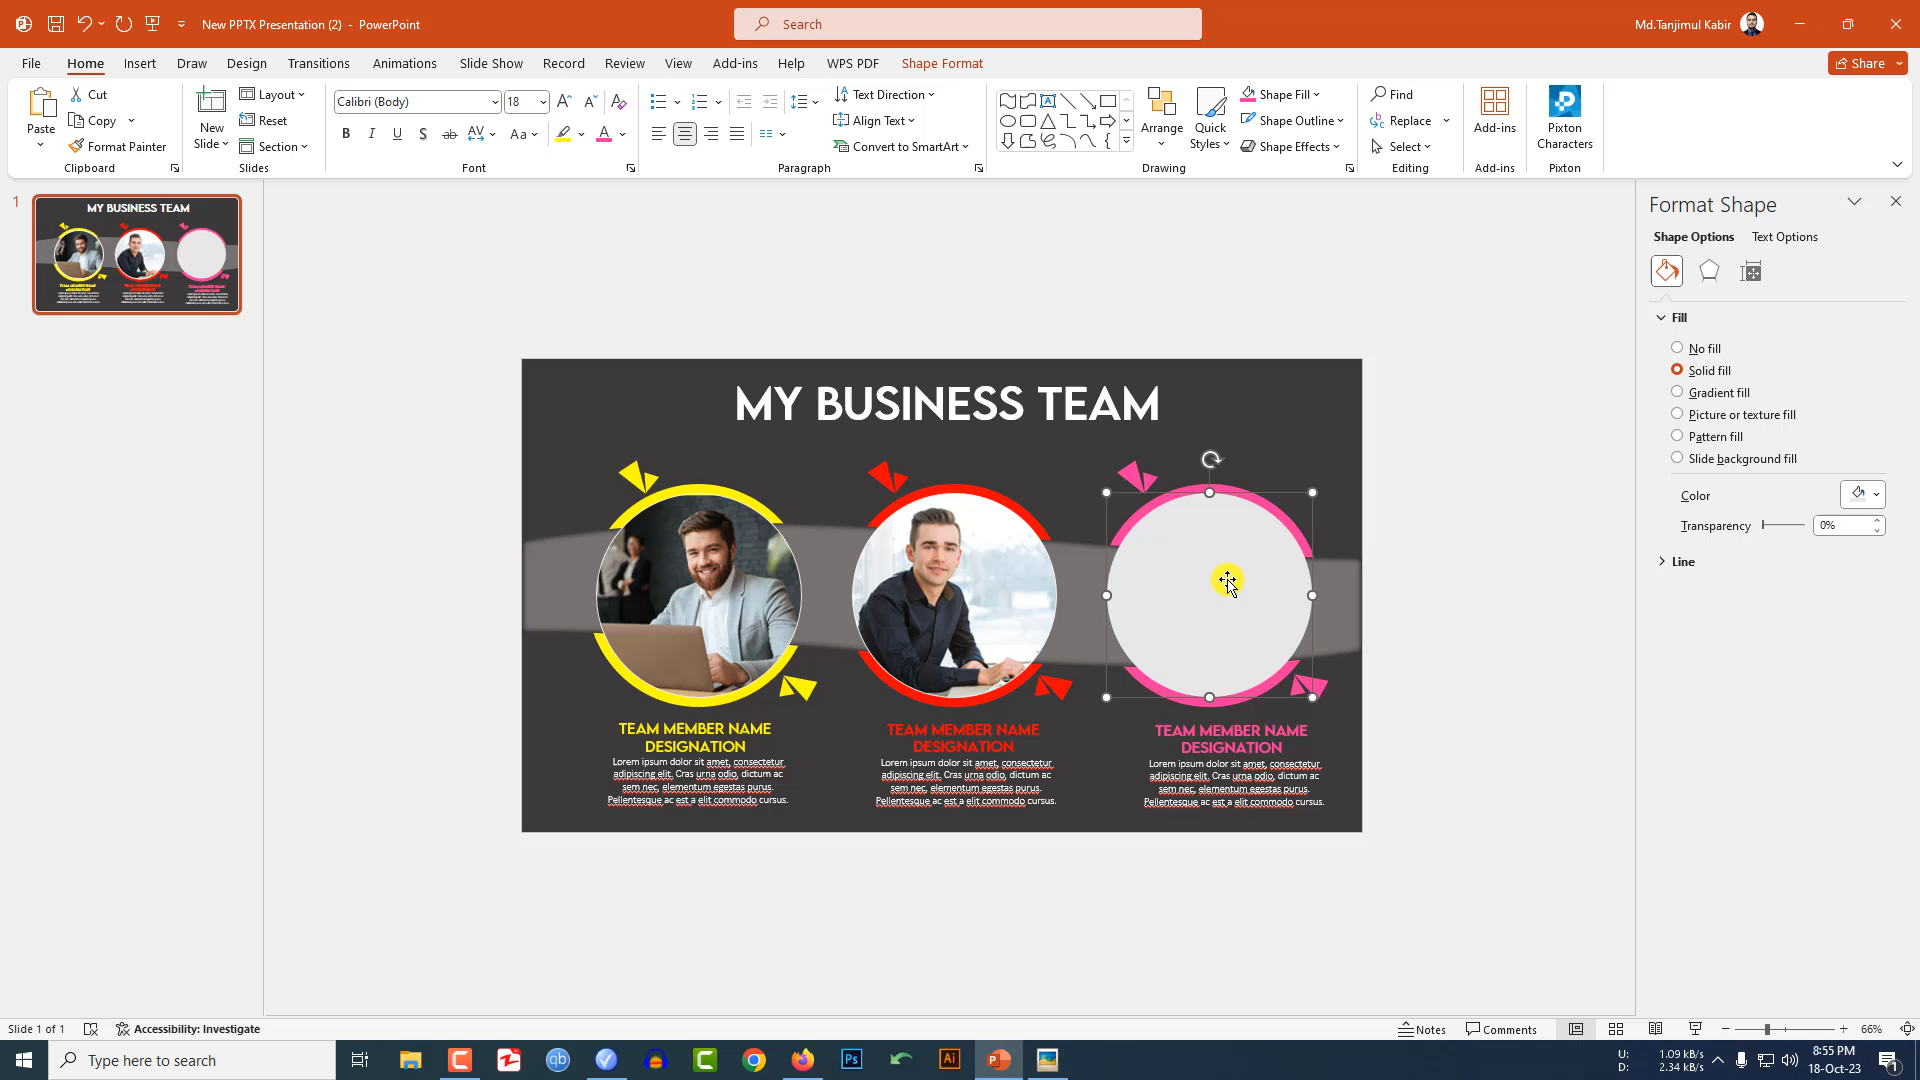 New PPTX Presentation (2) - PowerPoint
Search
Md.Tanjimul Kabir
File Home Insert Draw Design Transitions Animations Slide Show Record Review View Add-ins Help WPS PDF Shape Format
Share
Paste
Cut
Copy
Format Painter
Clipboard
New
Slide
Layout
Reset
Section
Slides
Calibri (Body) 18
Font
Text Direction
Align Text
Convert to SmartArt
Paragraph
Arrange
Quick
Styles
Shape Fill
Shape Outline
Shape Effects
Drawing
Find
Replace
Select
Editing
Add-ins
Add-ins
Pixton
Characters
Pixton
1
MY BUSINESS TEAM
MY BUSINESS TEAM
TEAM MEMBER NAME
DESIGNATION
Lorem ipsum dolor sit amet, consectetur
adipiscing elit. Cras urna odio, dictum ac
sem nec, elementum egestas purus.
Pellentesque ac est a elit commodo cursus.
TEAM MEMBER NAME
DESIGNATION
Lorem ipsum dolor sit amet, consectetur
adipiscing elit. Cras urna odio, dictum ac
sem nec, elementum egestas purus.
Pellentesque ac est a elit commodo cursus.
TEAM MEMBER NAME
DESIGNATION
Lorem ipsum dolor sit amet, consectetur
adipiscing elit. Cras urna odio, dictum ac
sem nec, elementum egestas purus.
Pellentesque ac est a elit commodo cursus.
Format Shape
Shape Options Text Options
Fill
No fill
Solid fill
Gradient fill
Picture or texture fill
Pattern fill
Slide background fill
Color
Transparency 0%
Line
Slide 1 of 1
Accessibility: Investigate
Notes
Comments
66%
Type here to search
U: 1.09 kB/s
D: 2.34 kB/s
8:55 PM
18-Oct-23
1